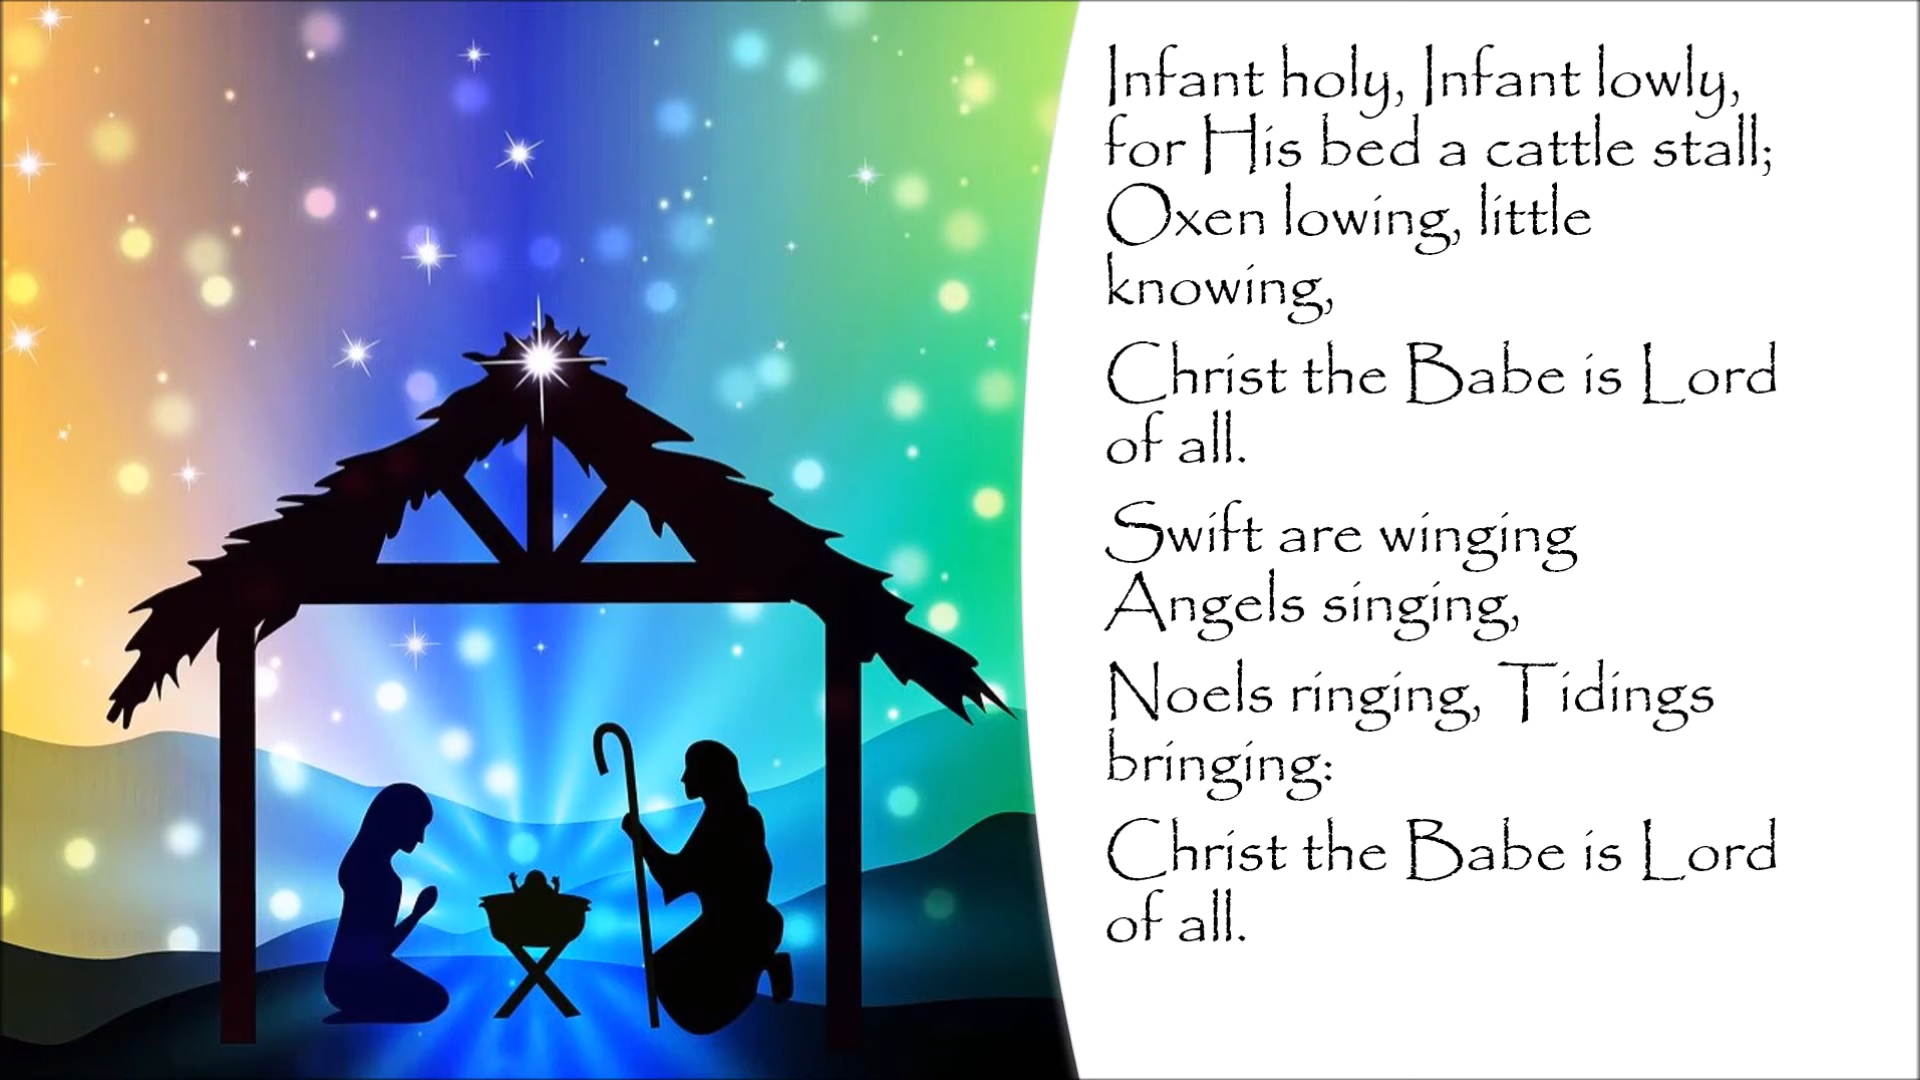 Infant holy, Infant lowly,
for His bed a cattle stall;
Oxen lowing, little
knowing,
Christ the Babe is Lord
of all.
Swift are winging
Angels singing,
Noels ringing, Tidings
bringing:
Christ the Babe is Lord
of all.